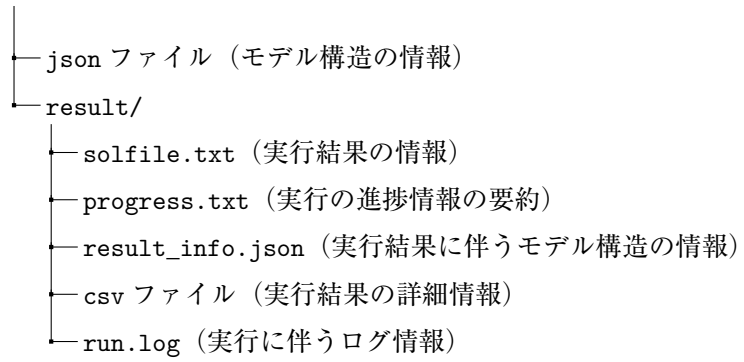 json ファイル（モデル構造の情報）
result/
solfile.txt（実行結果の情報）
progress.txt（実行の進捗情報の要約）
result_info.json（実行結果に伴うモデル構造の情報）
csv ファイル（実行結果の詳細情報）
run.log（実行に伴うログ情報）